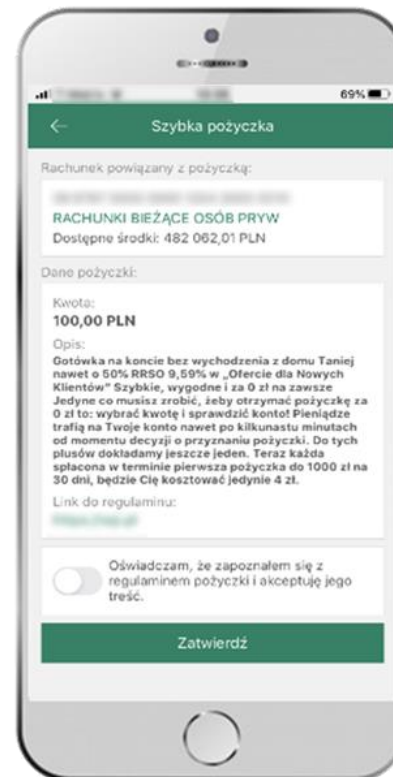 69%
Szybka pożyczka
Rachunek powiązany z pożyczką:
RACHUNKI BIEŻĄCE OSÓB PRYW
Dostępne środki: 482 062,01 PLN
Dane pożyczki:
Kwota:
100,00 PLN
Opis:
Gotówka na koncie bez wychodzenia z domu Taniej
nawet o 50% RRSO 9,59% w „Ofercie dla Nowych
Klientów” Szybkie, wygodne i za 0 zł na zawsze
Jedyne co musisz zrobić, żeby otrzymać pożyczkę za
0 zł to: wybrać kwotę i sprawdzić konto! Pieniądze
trafią na Twoje konto nawet po kilkunastu minutach
od momentu decyzji o przyznaniu pożyczki. Do tych
plusów dokładamy jeszcze jeden. Teraz każda
spłacona w terminie pierwsza pożyczka do 1000 zł na
30 dni, będzie Cię kosztować jedynie 4 zł.
Link do regulaminu:
Oświadczam, że zapoznałem się z
regulaminem pożyczki i akceptuję jego
treść.
Zatwierdź